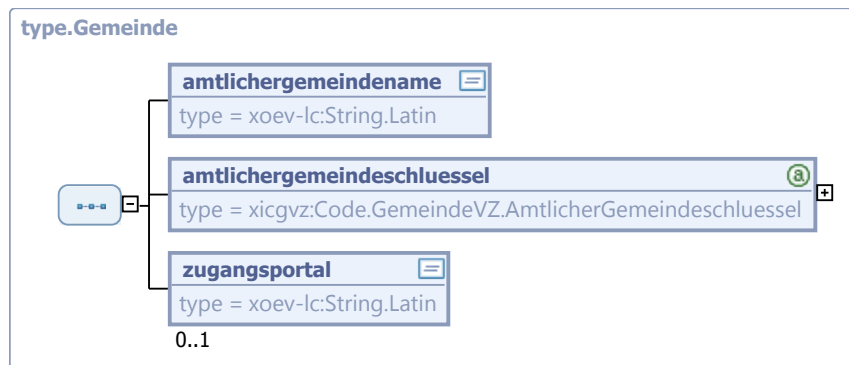 type.Gemeinde
amtlichergemeindename
type = xoev-lc:String.Latin
amtlichergemeindeschluessel
type = xicgvz:Code.GemeindeVZ.AmtlicherGemeindeschluessel
zugangsportal
type = xoev-lc:String.Latin
0..1